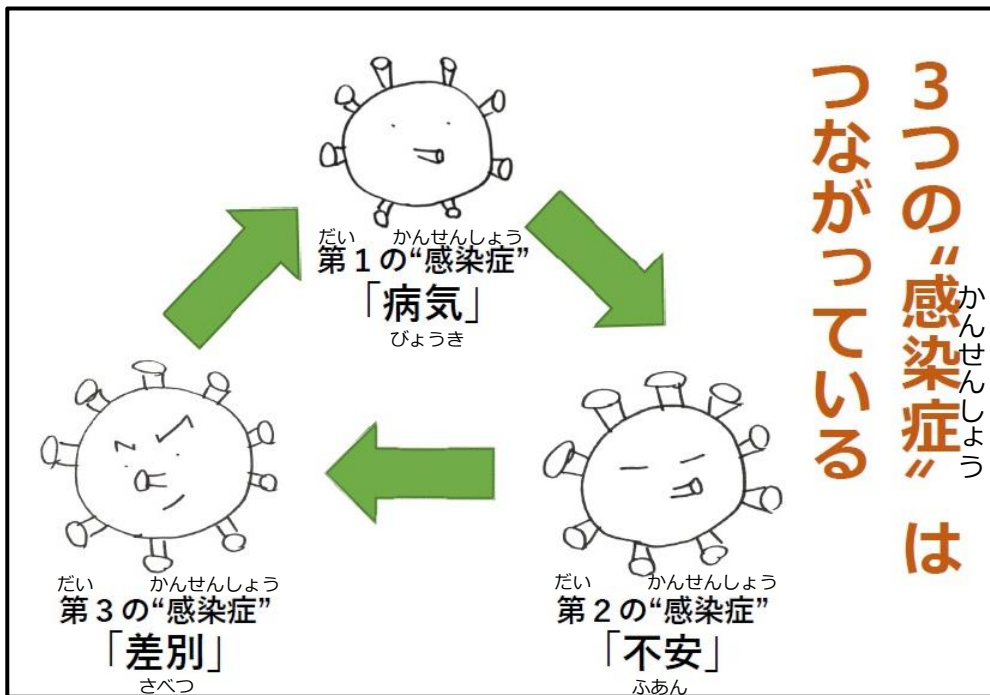 3つの“感染症”は
かんせんしょう
つながっている
だい かんせんしょう
第1の“感染症”
「病気」
びょうき
だい かんせんしょう
第2の“感染症”
「不安」
ふあん
だい かんせんしょう
第3の“感染症”
「差別」
さべつ